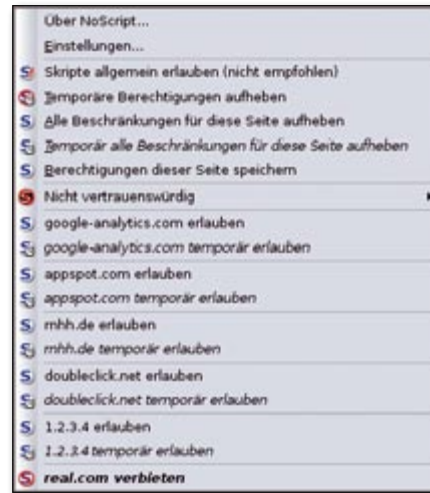 Über NoScript...
Einstellungen...
Skripte allgemein erlauben (nicht empfohlen)
Temporäre Berechtigungen aufheben
Alle Beschränkungen für diese Seite aufheben
Temporär alle Beschränkungen für diese Seite aufheben
Berechtigungen dieser Seite speichern
Nicht vertrauenswürdig
google-analytics.com erlauben
google-analytics.com temporär erlauben
appspot.com erlauben
appspot.com temporär erlauben
mhh.de erlauben
mhh.de temporär erlauben
doubleclick.net erlauben
doubleclick.net temporär erlauben
1.2.3.4 erlauben
1.2.3.4 temporär erlauben
real.com verbieten